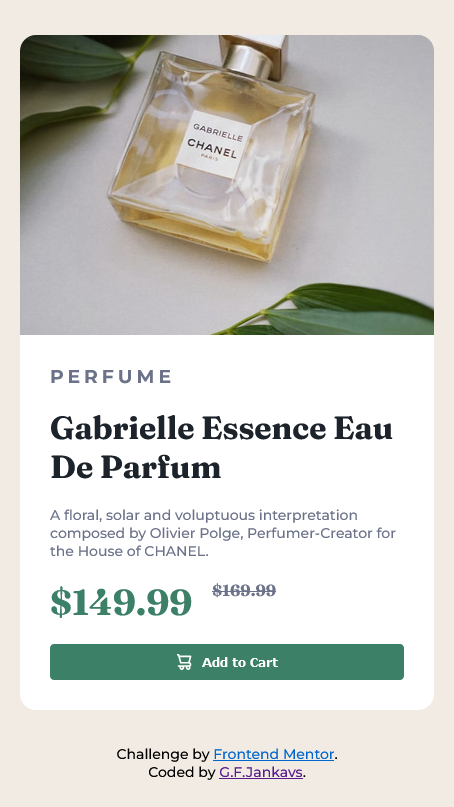 GABRIELLE
CHANEL
PARIS
PERFUME
Gabrielle Essence Eau
De Parfum
A floral, solar and voluptuous interpretation
composed by Olivier Polge, Perfumer-Creator for
the House of CHANEL.
$149.99 $169.99
Add to Cart
Challenge by Frontend Mentor.
Coded by G.F.Jankavs.